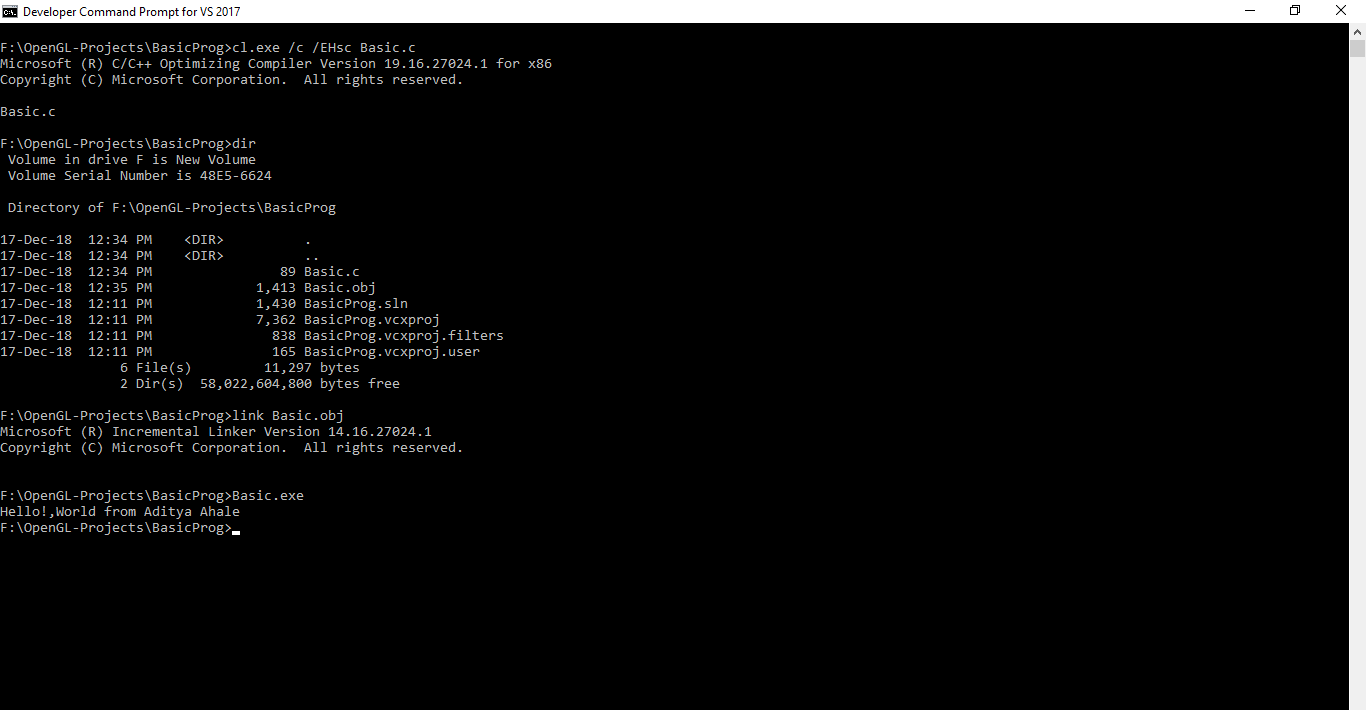 Developer Command Prompt for VS 2017
F:\OpenGL-Projects\BasicProg>cl.exe /c /EHsc Basic.c
Microsoft (R) C/C++ Optimizing Compiler Version 19.16.27024.1 for x86
Copyright (C) Microsoft Corporation.  All rights reserved.
Basic.c
F:\OpenGL-Projects\BasicProg>dir
 Volume in drive F is New Volume
 Volume Serial Number is 48E5-6624
 Directory of F:\OpenGL-Projects\BasicProg
17-Dec-18  12:34 PM    <DIR>          .
17-Dec-18  12:34 PM    <DIR>          ..
17-Dec-18  12:34 PM                89 Basic.c
17-Dec-18  12:35 PM             1,413 Basic.obj
17-Dec-18  12:11 PM             1,430 BasicProg.sln
17-Dec-18  12:11 PM             7,362 BasicProg.vcxproj
17-Dec-18  12:11 PM               838 BasicProg.vcxproj.filters
17-Dec-18  12:11 PM               165 BasicProg.vcxproj.user
               6 File(s)         11,297 bytes
               2 Dir(s)  58,022,604,800 bytes free
F:\OpenGL-Projects\BasicProg>link Basic.obj
Microsoft (R) Incremental Linker Version 14.16.27024.1
Copyright (C) Microsoft Corporation.  All rights reserved.
F:\OpenGL-Projects\BasicProg>Basic.exe
Hello!,World from Aditya Ahale
F:\OpenGL-Projects\BasicProg>